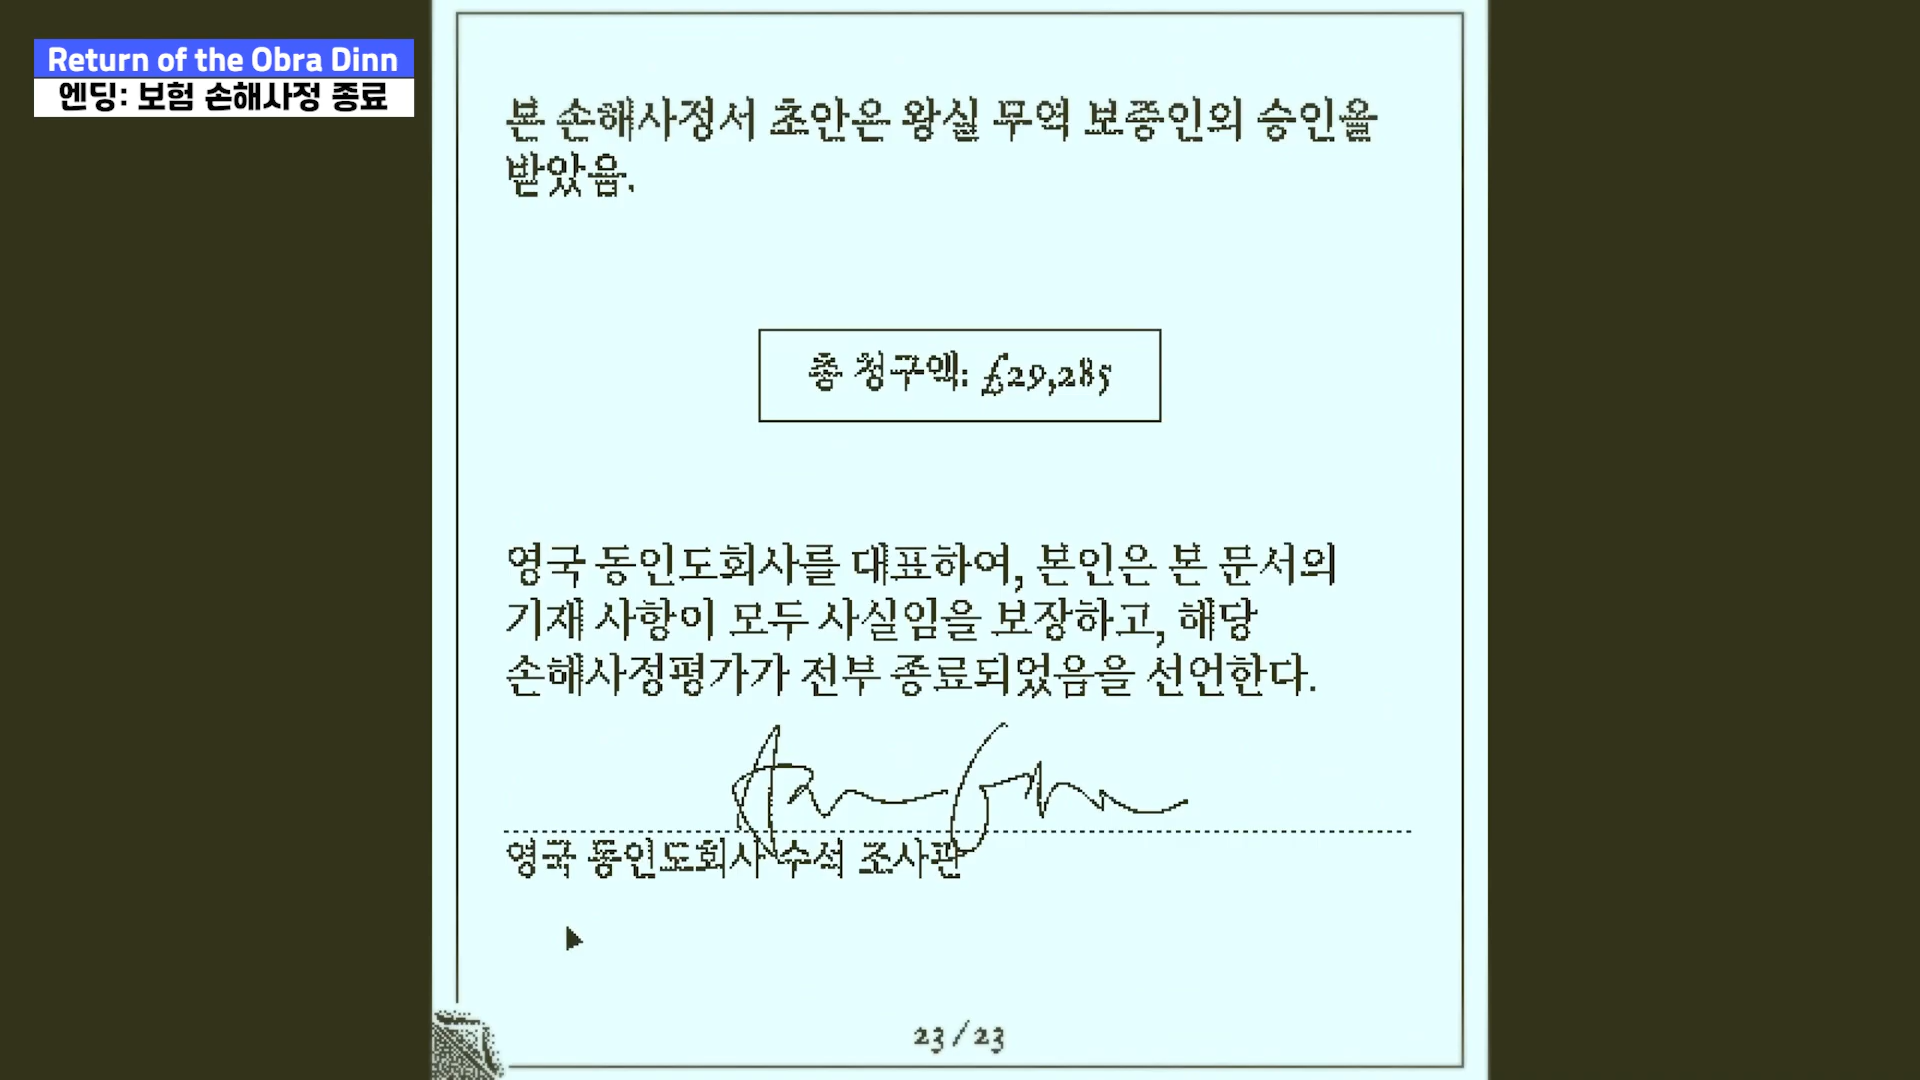 Return of the Obra Dinn
엔딩: 보험 손해사정 종료
본 손해사정서 초안은 왕실 무역 보증인의 승인을
받았음.
총 청구액: £29,285
영국 동인도회사를 대표하여, 본인은 본 문서의
기재 사항이 모두 사실임을 보장하고, 해당
손해사정평가가 전부 종료되었음을 선언한다.
영국 동인도회사 수석 조사관
23/23